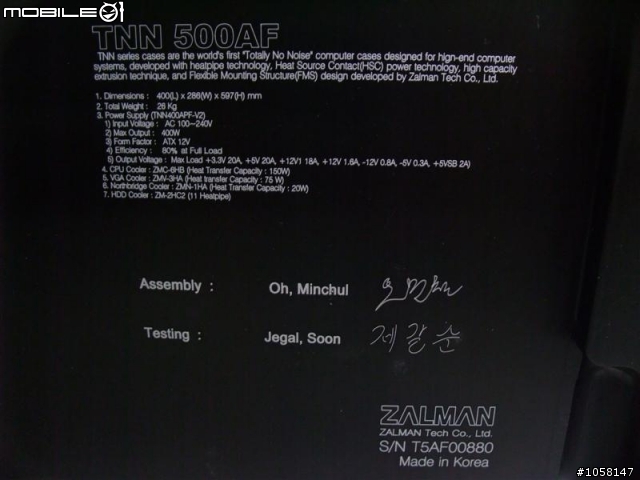 MOBILE01
TNN 500AF
TNN series cases are the world's first "Totally No Noise" computer cases designed for hign-end computer
systems, developed with heatpipe technology, Heat Source Contact(HSC) power technology, high capacity
extrusion technique, and Flexible Mounting Structure(FMS) design developed by Zalman Tech Co., Ltd.
1. Dimensions : 400(L) x 286(W) x 597(H) mm
2. Total Weight : 26 Kg
3. Power Supply (TNN400APF-V2)
1) Input Voltage : AC 100~240V
2) Max Output : 400W
3) Form Factor : ATX 12V
4) Efficiency : 80% at Full Load
5) Output Voltage : Max Load +3.3V 20A, +5V 20A, +12V1 18A, +12V 1.8A, -12V 0.8A, -5V 0.3A, +5VSB 2A)
4. CPU Cooler : ZMC-6HB (Heat Transfer Capacity : 150W)
5. VGA Cooler : ZMV-3HA (Heat transfer Capacity : 75 W)
6. Northbridge Cooler : ZMN-1HA (Heat Transfer Capacity : 20W)
7. HDD Cooler : ZM-2HC2 (11 Heatpipe)
Assembly : Oh, Minchul 오민철
Testing : Jegal, Soon 제갈순
ZALMAN
ZALMAN Tech Co., Ltd.
S/N T5AF00880
Made in Korea
#1058147